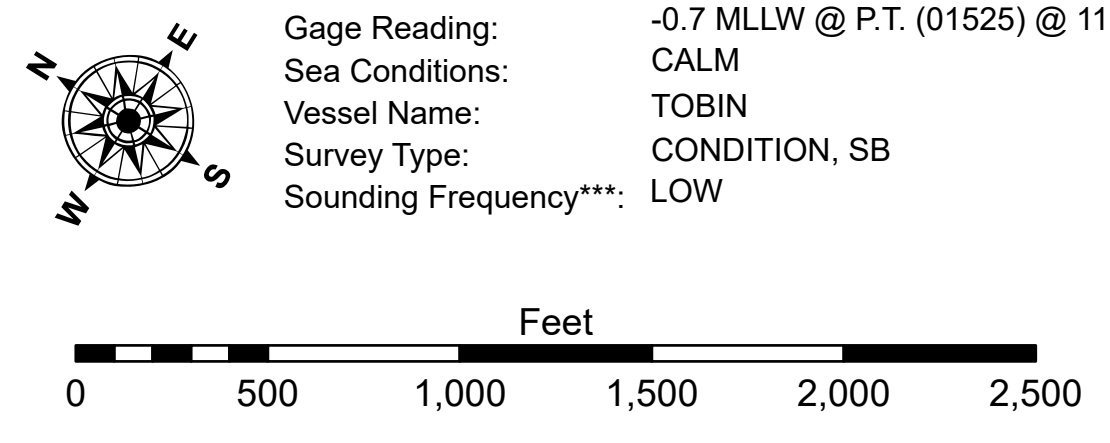 N
E
S
W
Gage Reading: -0.7 MLLW @ P.T. (01525) @ 11
Sea Conditions: CALM
Vessel Name: TOBIN
Survey Type: CONDITION, SB
Sounding Frequency***: LOW
Feet
0 500 1,000 1,500 2,000 2,500